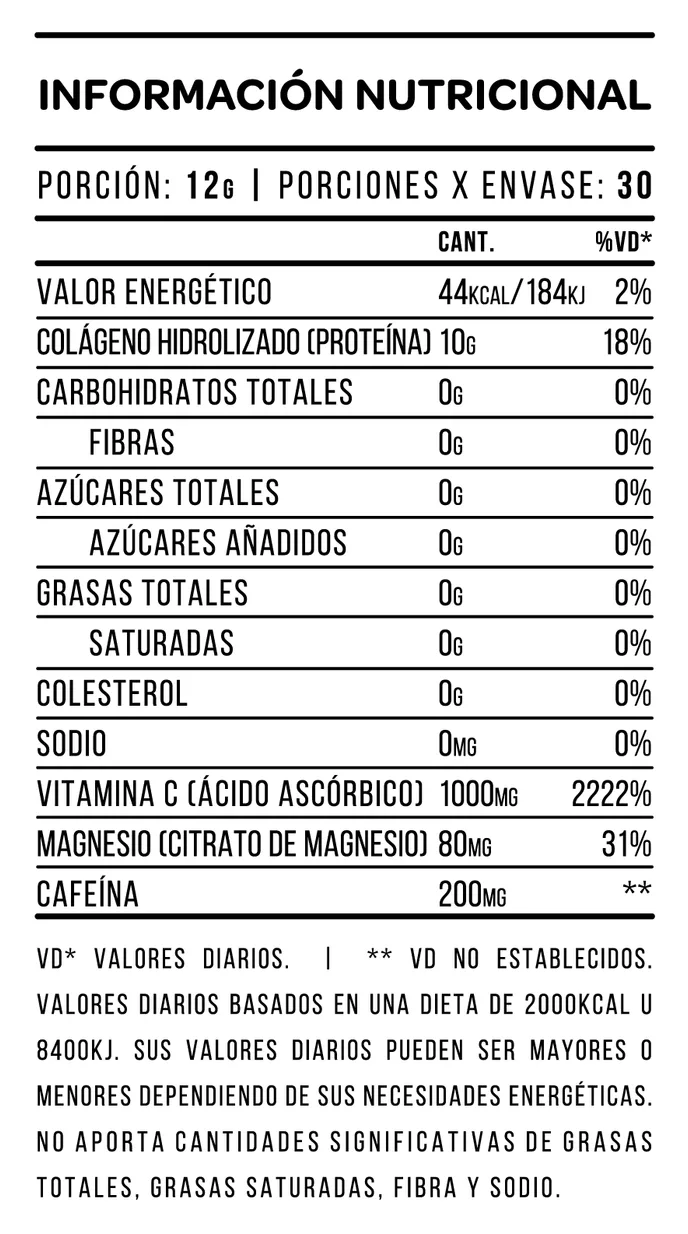 INFORMACIÓN NUTRICIONAL
PORCIÓN: 12G | PORCIONES X ENVASE: 30
CANT. %VD*
VALOR ENERGÉTICO 44KCAL/184KJ 2%
COLÁGENO HIDROLIZADO (PROTEÍNA) 10G 18%
CARBOHIDRATOS TOTALES 0G 0%
FIBRAS 0G 0%
AZÚCARES TOTALES 0G 0%
AZÚCARES AÑADIDOS 0G 0%
GRASAS TOTALES 0G 0%
SATURADAS 0G 0%
COLESTEROL 0G 0%
SODIO 0MG 0%
VITAMINA C (ÁCIDO ASCÓRBICO) 1000MG 2222%
MAGNESIO (CITRATO DE MAGNESIO) 80MG 31%
CAFEÍNA 200MG **
VD* VALORES DIARIOS. | ** VD NO ESTABLECIDOS.
VALORES DIARIOS BASADOS EN UNA DIETA DE 2000KCAL U
8400KJ. SUS VALORES DIARIOS PUEDEN SER MAYORES O
MENORES DEPENDIENDO DE SUS NECESIDADES ENERGÉTICAS.
NO APORTA CANTIDADES SIGNIFICATIVAS DE GRASAS
TOTALES, GRASAS SATURADAS, FIBRA Y SODIO.